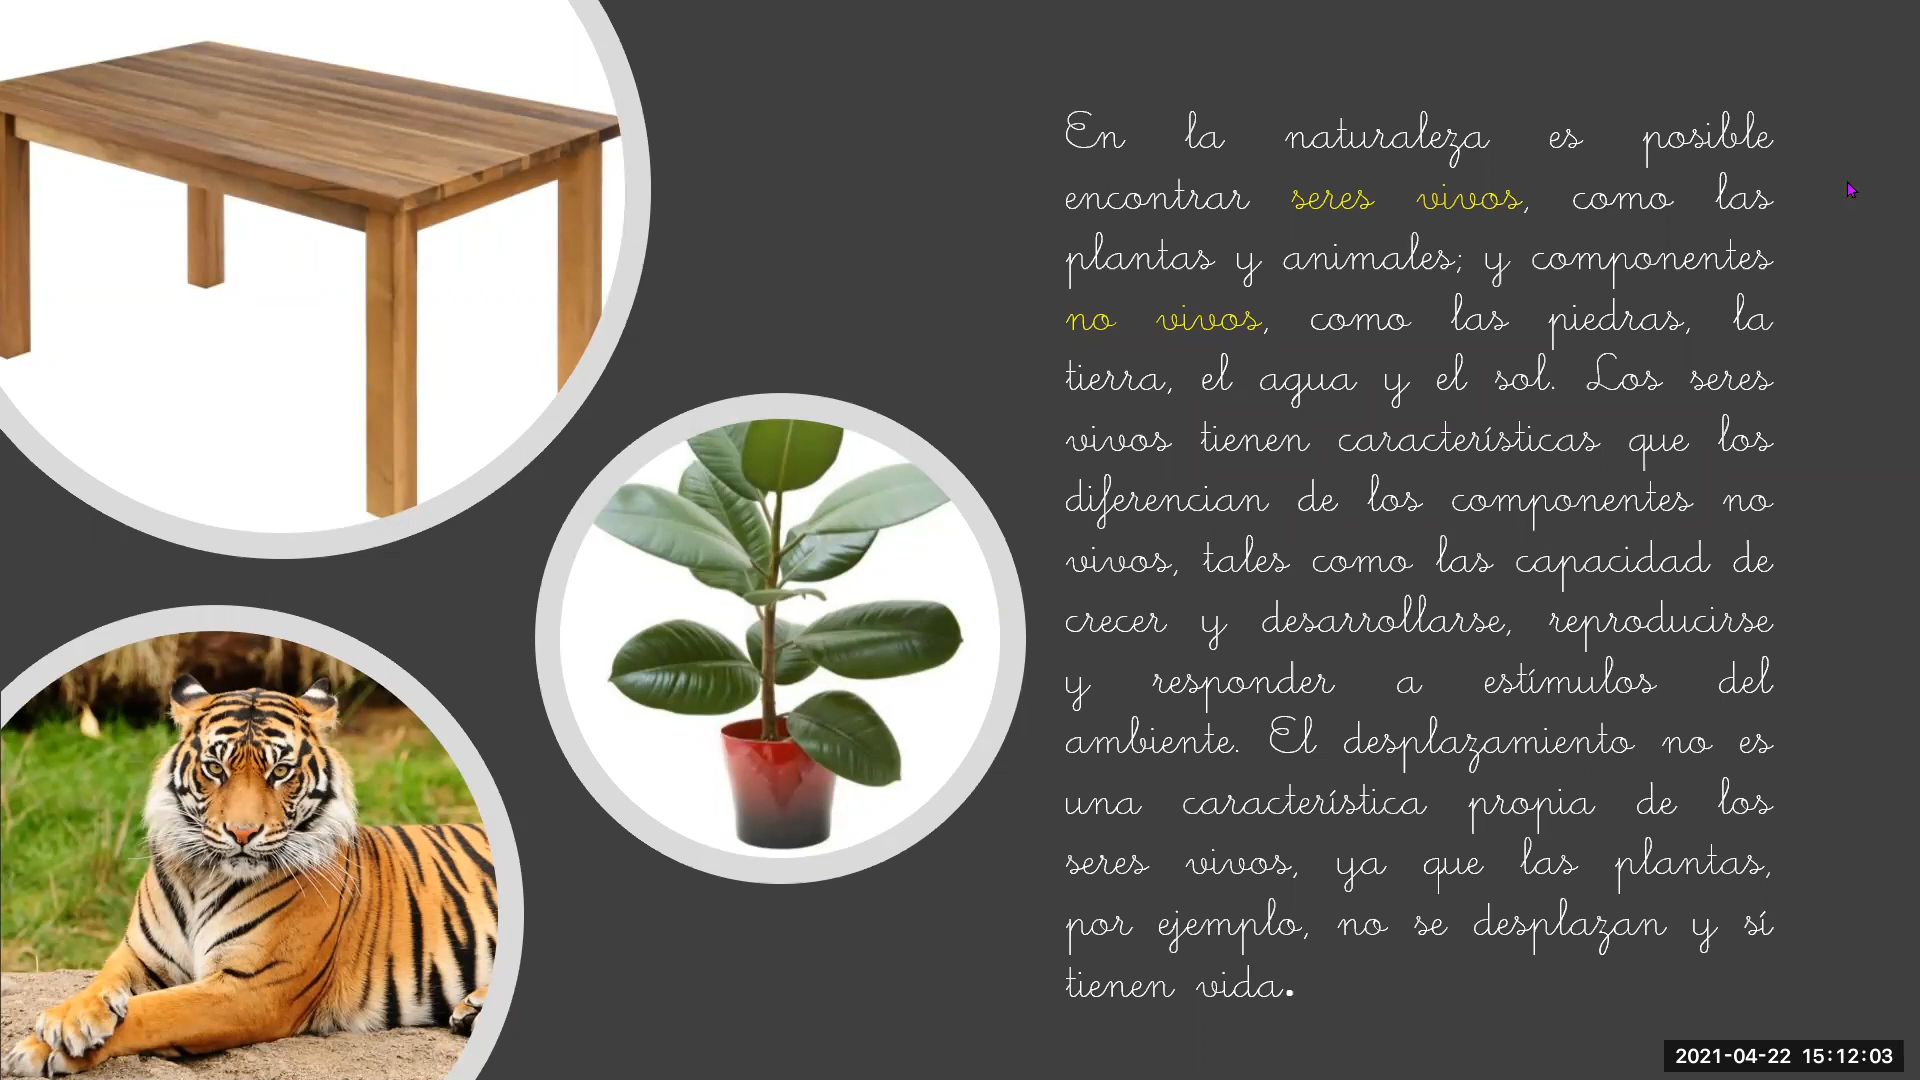 En la naturaleza es posible
encontrar seres vivos, como las
plantas y animales; y componentes
no vivos, como las piedras, la
tierra, el agua y el sol. Los seres
vivos tienen características que los
diferencian de los componentes no
vivos, tales como las capacidad de
crecer y desarrollarse, reproducirse
y responder a estímulos del
ambiente. El desplazamiento no es
una característica propia de los
seres vivos, ya que las plantas,
por ejemplo, no se desplazan y sí
tienen vida.
2021-04-22 15:12:03